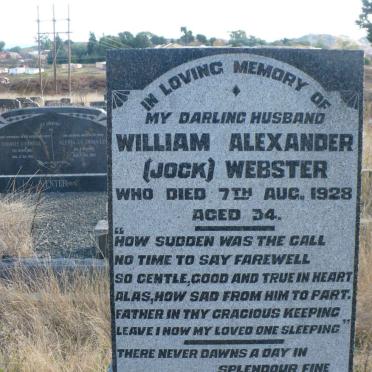 IN LOVING MEMORY OF
MY DARLING HUSBAND
WILLIAM ALEXANDER
(JOCK) WEBSTER
WHO DIED 7TH AUG. 1928
AGED 34.
"HOW SUDDEN WAS THE CALL
NO TIME TO SAY FAREWELL
SO GENTLE, GOOD AND TRUE IN HEART
ALAS, HOW SAD FROM HIM TO PART.
FATHER IN THY GRACIOUS KEEPING
LEAVE I NOW MY LOVED ONE SLEEPING"
THERE NEVER DAWNS A DAY IN
SPLENDOUR FINE